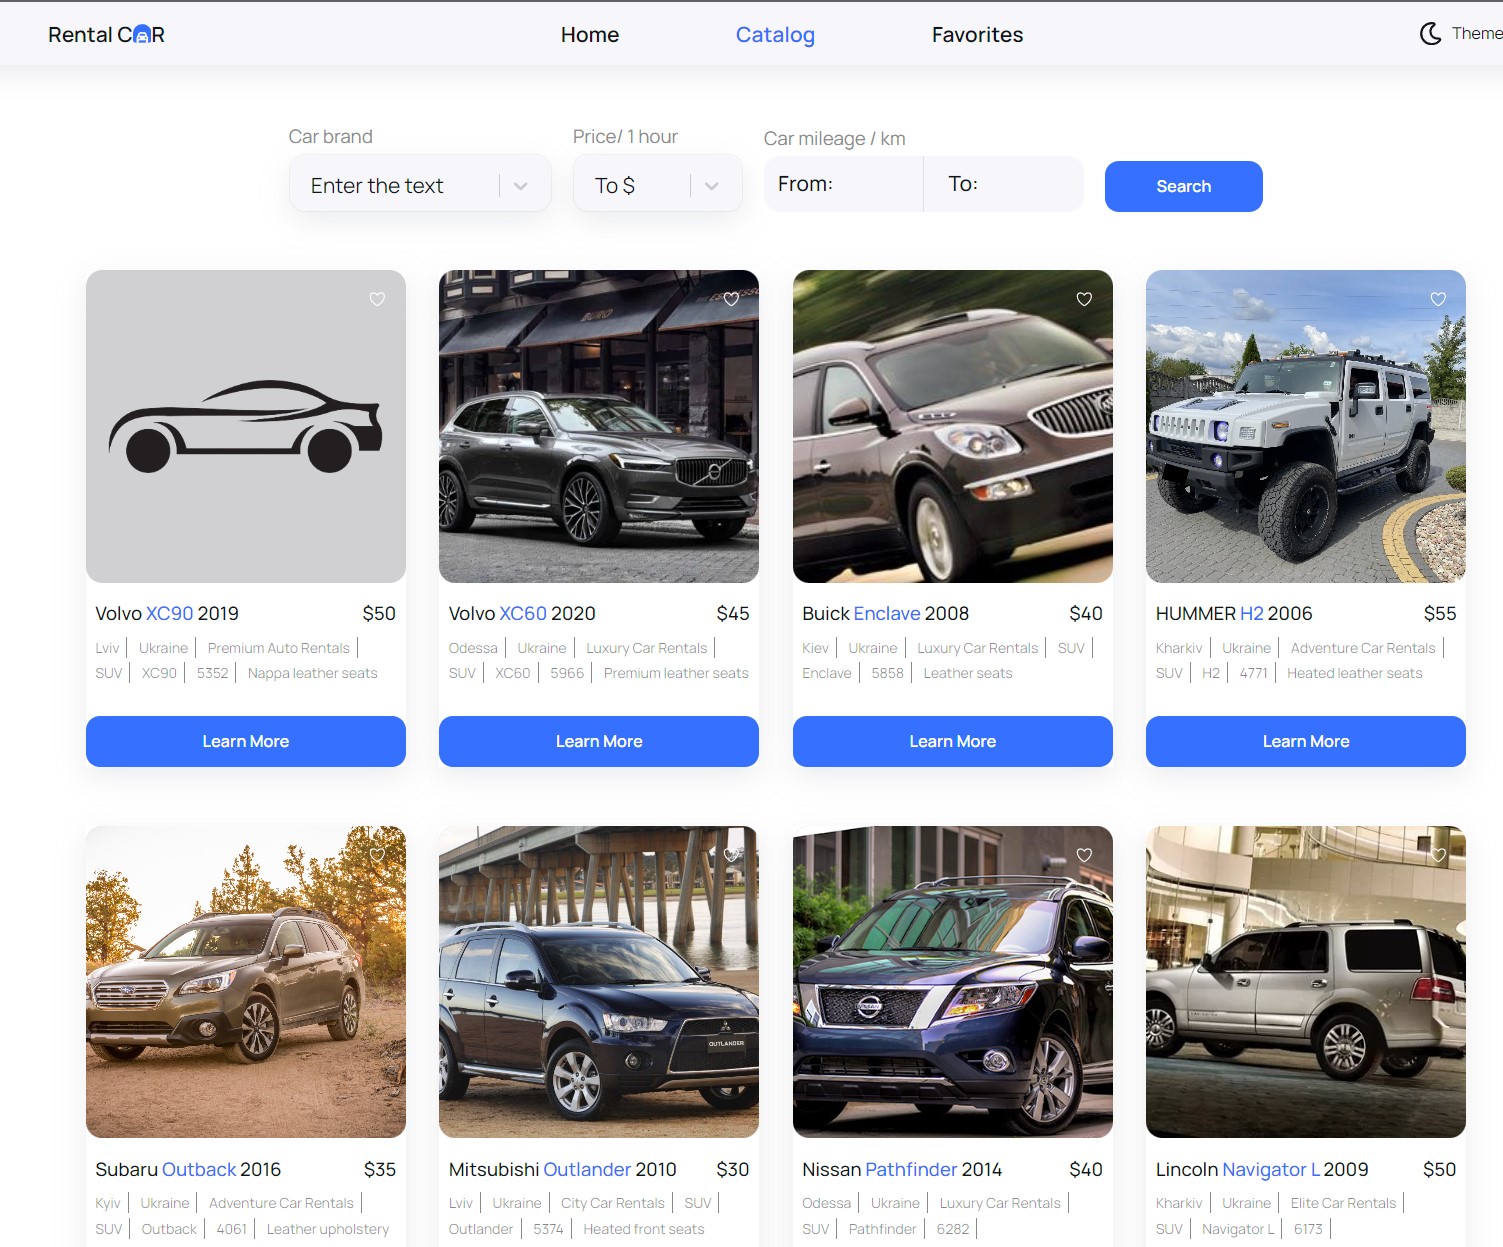 Rental CAR
Home
Catalog
Favorites
Theme
Car brand
Price/ 1 hour
Car mileage / km
Enter the text
To $
From:
To:
Search
Volvo XC90 2019 $50
Lviv | Ukraine | Premium Auto Rentals |
SUV | XC90 | 5352 | Nappa leather seats
Learn More
Volvo XC60 2020 $45
Odessa | Ukraine | Luxury Car Rentals |
SUV | XC60 | 5966 | Premium leather seats
Learn More
Buick Enclave 2008 $40
Kiev | Ukraine | Luxury Car Rentals | SUV |
Enclave | 5858 | Leather seats
Learn More
HUMMER H2 2006 $55
Kharkiv | Ukraine | Adventure Car Rentals |
SUV | H2 | 4771 | Heated leather seats
Learn More
OUTLANDER
NISSAN
Subaru Outback 2016 $35
Kyiv | Ukraine | Adventure Car Rentals |
SUV | Outback | 4061 | Leather upholstery
Mitsubishi Outlander 2010 $30
Lviv | Ukraine | City Car Rentals | SUV |
Outlander | 5374 | Heated front seats
Nissan Pathfinder 2014 $40
Odessa | Ukraine | Luxury Car Rentals |
SUV | Pathfinder | 6282 |
Lincoln Navigator L 2009 $50
Kharkiv | Ukraine | Elite Car Rentals |
SUV | Navigator L | 6173 |